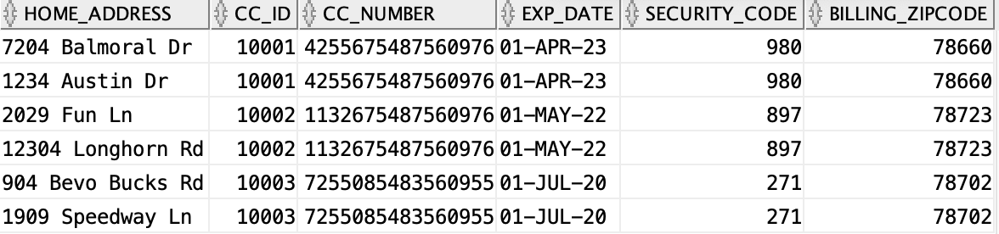 HOME_ADDRESS CC_ID CC_NUMBER EXP_DATE SECURITY_CODE BILLING_ZIPCODE
7204 Balmoral Dr 10001 4255675487560976 01-APR-23 980 78660
1234 Austin Dr 10001 4255675487560976 01-APR-23 980 78660
2029 Fun Ln 10002 1132675487560976 01-MAY-22 897 78723
12304 Longhorn Rd 10002 1132675487560976 01-MAY-22 897 78723
904 Bevo Bucks Rd 10003 7255085483560955 01-JUL-20 271 78702
1909 Speedway Ln 10003 7255085483560955 01-JUL-20 271 78702